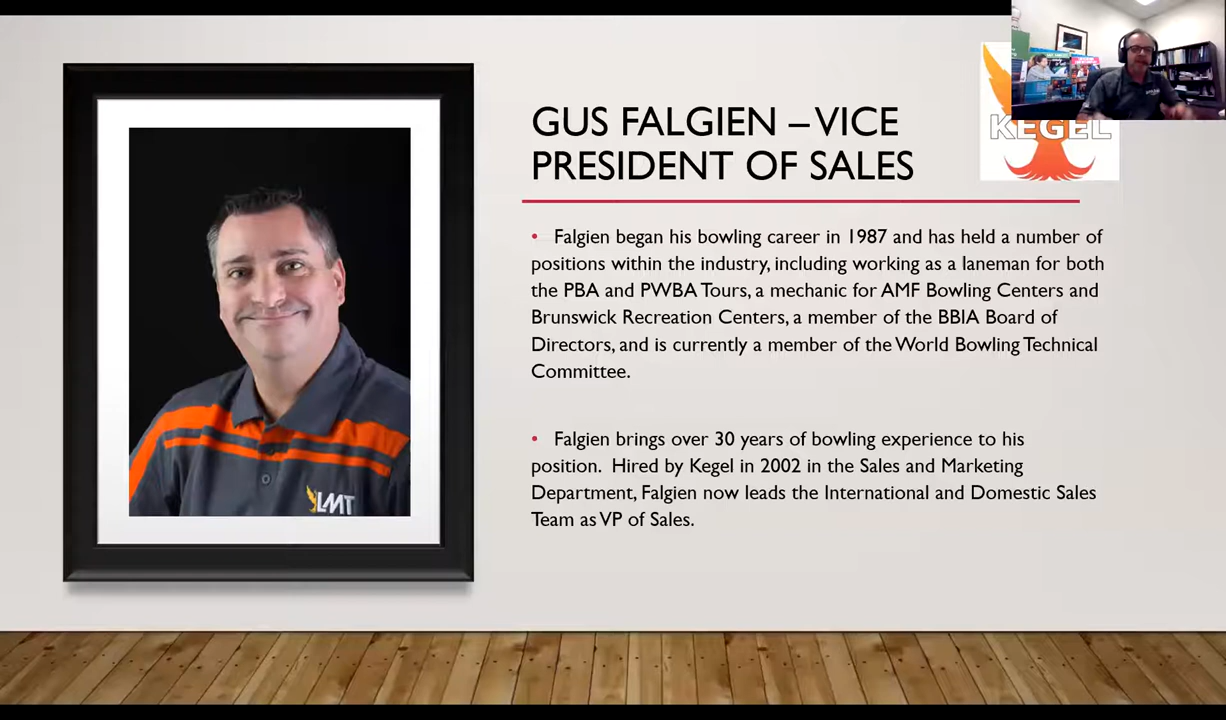 GUS FALGIEN – VICE
PRESIDENT OF SALES
KEGEL
• Falgien began his bowling career in 1987 and has held a number of
positions within the industry, including working as a laneman for both
the PBA and PWBA Tours, a mechanic for AMF Bowling Centers and
Brunswick Recreation Centers, a member of the BBIA Board of
Directors, and is currently a member of the World Bowling Technical
Committee.
• Falgien brings over 30 years of bowling experience to his
position. Hired by Kegel in 2002 in the Sales and Marketing
Department, Falgien now leads the International and Domestic Sales
Team as VP of Sales.
LMT